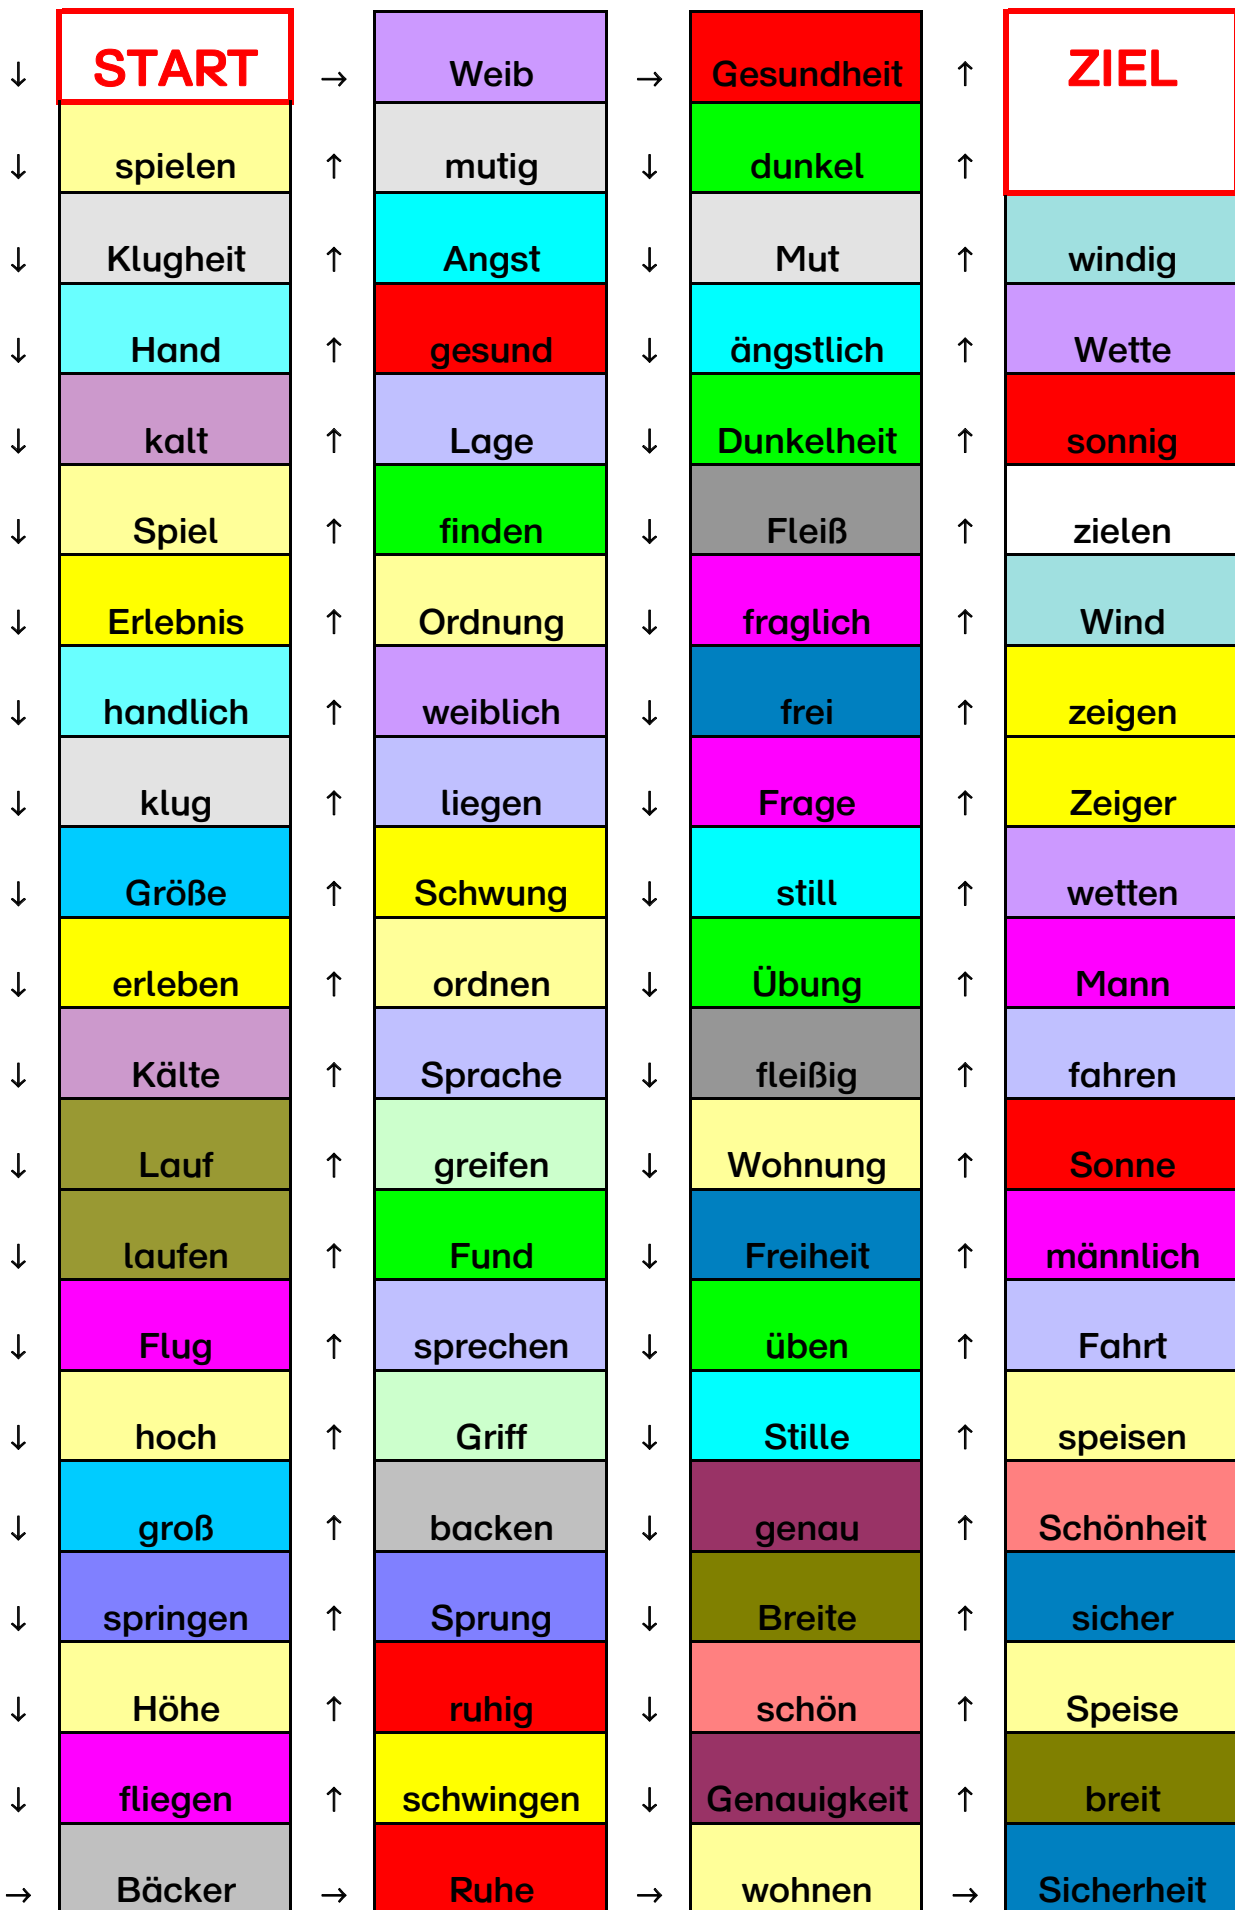 ↓ START → Weib → Gesundheit ↑ ZIEL
↓ spielen ↑ mutig ↓ dunkel ↑
↓ Klugheit ↑ Angst ↓ Mut ↑ windig
↓ Hand ↑ gesund ↓ ängstlich ↑ Wette
↓ kalt ↑ Lage ↓ Dunkelheit ↑ sonnig
↓ Spiel ↑ finden ↓ Fleiß ↑ zielen
↓ Erlebnis ↑ Ordnung ↓ fraglich ↑ Wind
↓ handlich ↑ weiblich ↓ frei ↑ zeigen
↓ klug ↑ liegen ↓ Frage ↑ Zeiger
↓ Größe ↑ Schwung ↓ still ↑ wetten
↓ erleben ↑ ordnen ↓ Übung ↑ Mann
↓ Kälte ↑ Sprache ↓ fleißig ↑ fahren
↓ Lauf ↑ greifen ↓ Wohnung ↑ Sonne
↓ laufen ↑ Fund ↓ Freiheit ↑ männlich
↓ Flug ↑ sprechen ↓ üben ↑ Fahrt
↓ hoch ↑ Griff ↓ Stille ↑ speisen
↓ groß ↑ backen ↓ genau ↑ Schönheit
↓ springen ↑ Sprung ↓ Breite ↑ sicher
↓ Höhe ↑ ruhig ↓ schön ↑ Speise
↓ fliegen ↑ schwingen ↓ Genauigkeit ↑ breit
→ Bäcker → Ruhe → wohnen → Sicherheit